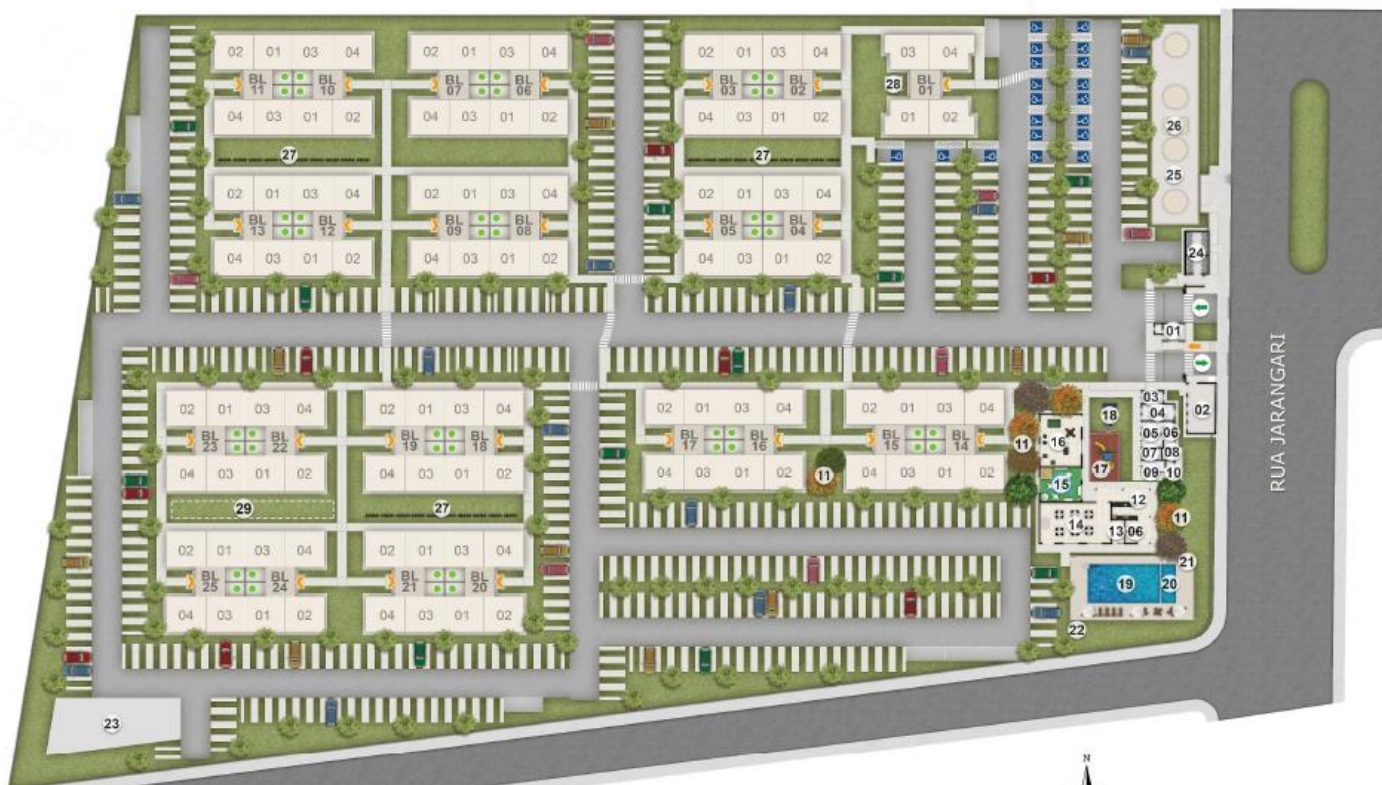 02 01 03 04
02 01 03 04
02 01 03 04
03 04
BL 11
BL 10
BL 07
BL 06
BL 03
BL 02
28
BL 01
04 03 01 02
04 03 01 02
04 03 01 02
01 02
26
27
27
25
02 01 03 04
02 01 03 04
02 01 03 04
BL 13
BL 12
BL 09
BL 08
BL 05
BL 04
04 03 01 02
04 03 01 02
04 03 01 02
24
01
RUA JARANGARI
02 01 03 04
02 01 03 04
02 01 03 04
02 01 03 04
03
02
18
04
BL 23
BL 22
BL 19
BL 18
BL 17
BL 16
BL 15
BL 14
11
16
05 06
07 08
04 03 01 02
04 03 01 02
04 03 01 02
04 03 01 02
11
17
09 10
15
12
29
27
14
13
06
11
02 01 03 04
02 01 03 04
21
BL 25
BL 24
BL 21
BL 20
19
20
04 03 01 02
04 03 01 02
22
23
N